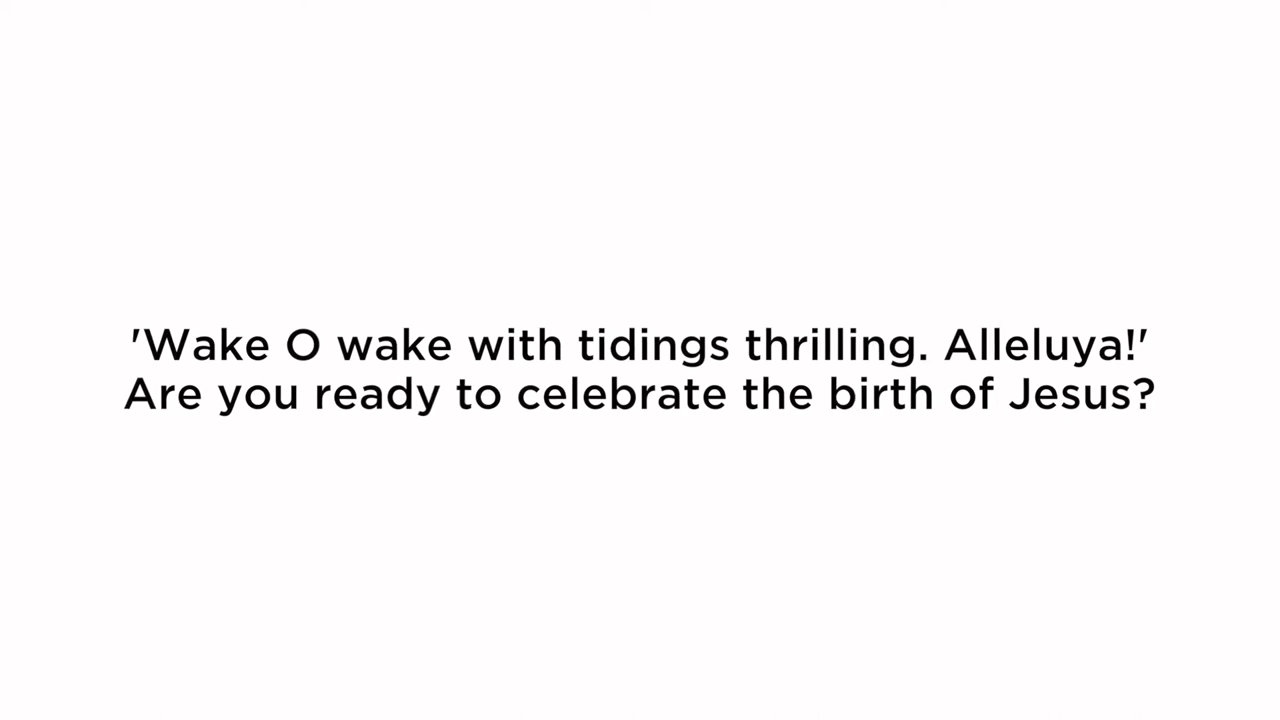 'Wake O wake with tidings thrilling. Alleluya!'
Are you ready to celebrate the birth of Jesus?